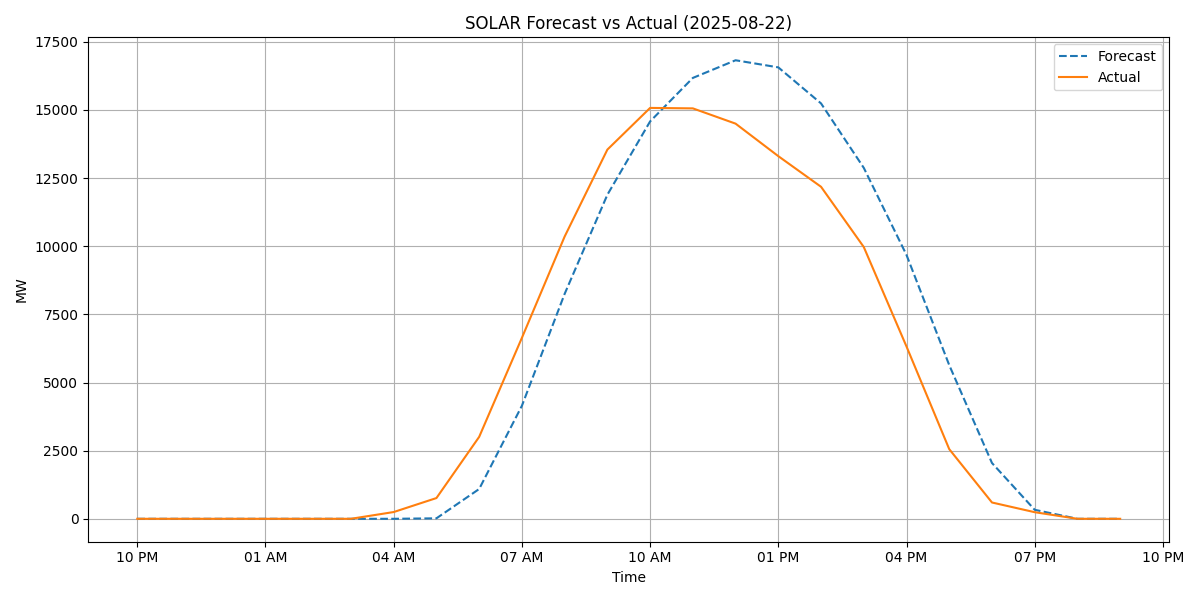 SOLAR Forecast vs Actual (2025-08-22)
17500
15000
12500
10000
7500
5000
2500
0
MW
Forecast
Actual
10 PM 01 AM 04 AM 07 AM 10 AM 01 PM 04 PM 07 PM 10 PM
Time